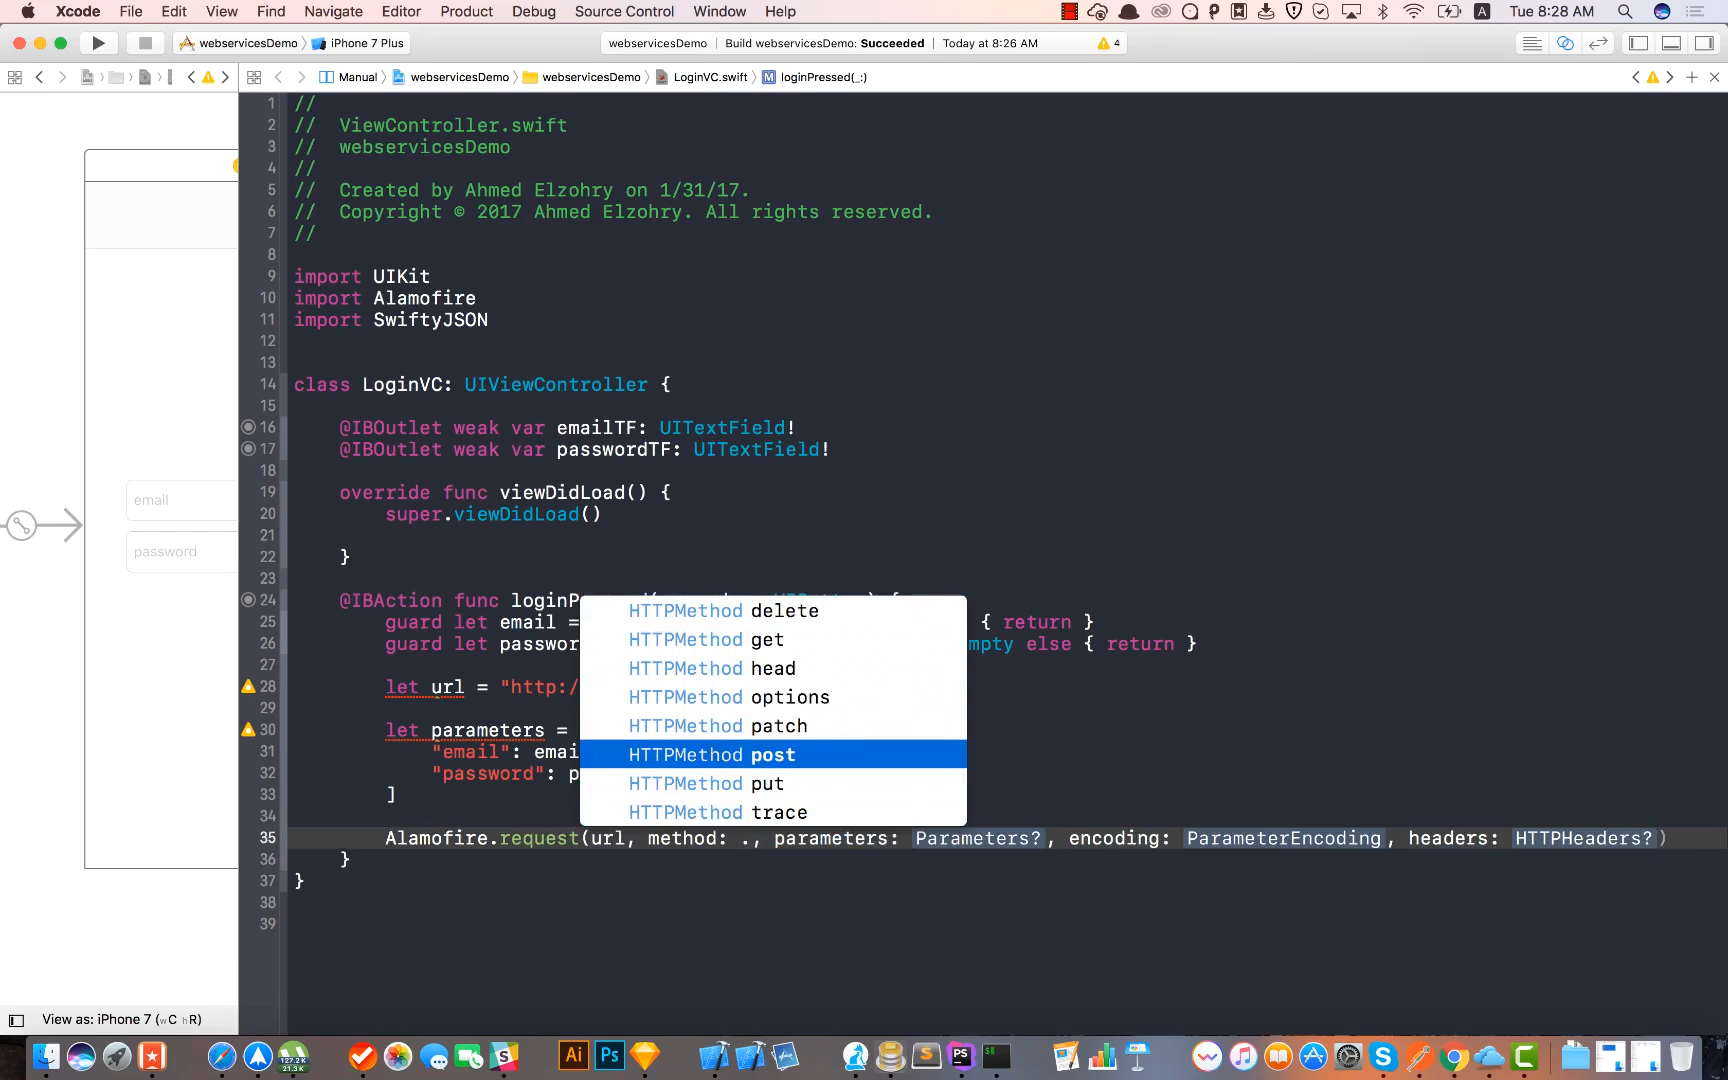 Xcode File Edit View Find Navigate Editor Product Debug Source Control Window Help Tue 8:28 AM
webservicesDemo iPhone 7 Plus webservicesDemo | Build webservicesDemo: Succeeded | Today at 8:26 AM 4
Manual webservicesDemo webservicesDemo LoginVC.swift M loginPressed(_:)
1 //
2 // ViewController.swift
3 // webservicesDemo
4 //
5 // Created by Ahmed Elzohry on 1/31/17.
6 // Copyright © 2017 Ahmed Elzohry. All rights reserved.
7 //
8
9 import UIKit
10 import Alamofire
11 import SwiftyJSON
12
13
14 class LoginVC: UIViewController {
15
16 @IBOutlet weak var emailTF: UITextField!
17 @IBOutlet weak var passwordTF: UITextField!
18
19 override func viewDidLoad() {
20 super.viewDidLoad()
21
22 }
23
24 @IBAction func loginP
25 guard let email = { return }
26 guard let passwor mpty else { return }
27
28 let url = "http:/
29
30 let parameters =
31 "email": emai
32 "password": p
33 ]
34
35 Alamofire.request(url, method: ., parameters: Parameters?, encoding: ParameterEncoding, headers: HTTPHeaders?)
36 }
37 }
38
39
HTTPMethod delete
HTTPMethod get
HTTPMethod head
HTTPMethod options
HTTPMethod patch
HTTPMethod post
HTTPMethod put
HTTPMethod trace
email
password
View as: iPhone 7 (wC hR)
127.2 K
21.3 K
Ai Ps
PS